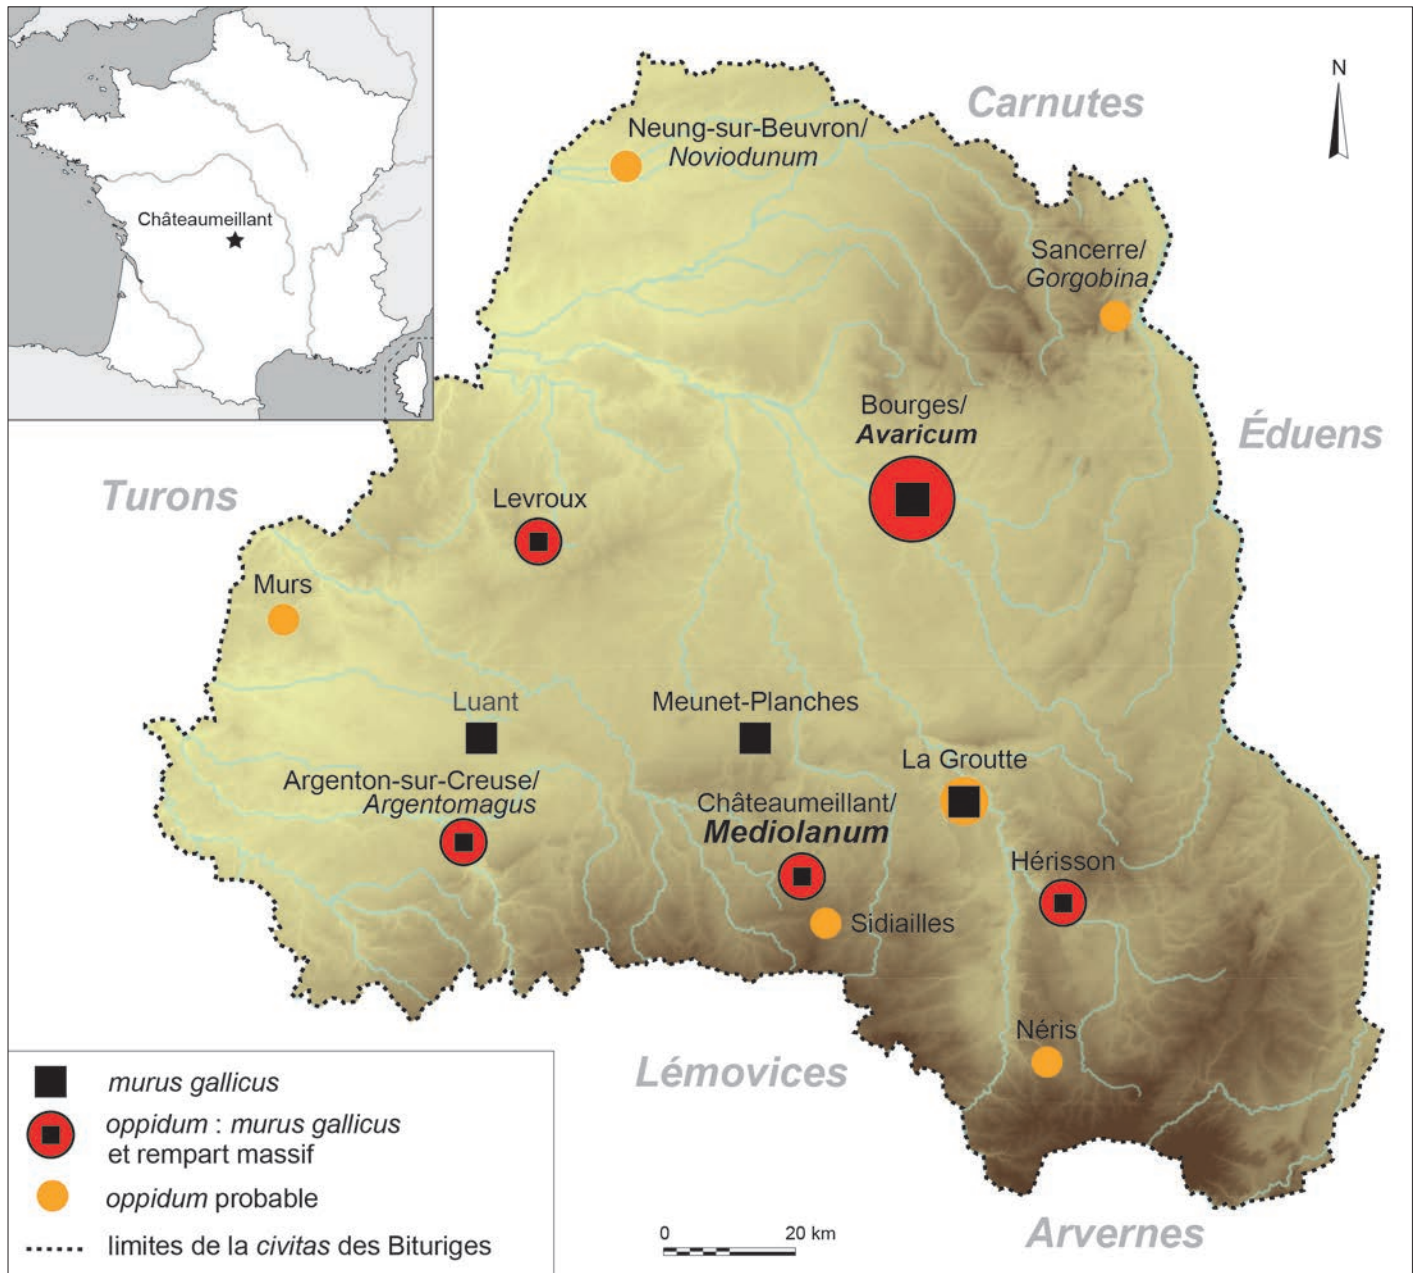 Châteaumeillant
N
Carnutes
Neung-sur-Beuvron/
Noviodunum
Sancerre/
Gorgobina
Bourges/
Avaricum
Éduens
Turons
Levroux
Murs
Luant
Meunet-Planches
La Groutte
Argenton-sur-Creuse/
Argentomagus
Châteaumeillant/
Mediolanum
Hérisson
Sidiailles
Néris
Lémovices
Arvernes
murus gallicus
oppidum : murus gallicus
et rempart massif
oppidum probable
limites de la civitas des Bituriges
0 20 km